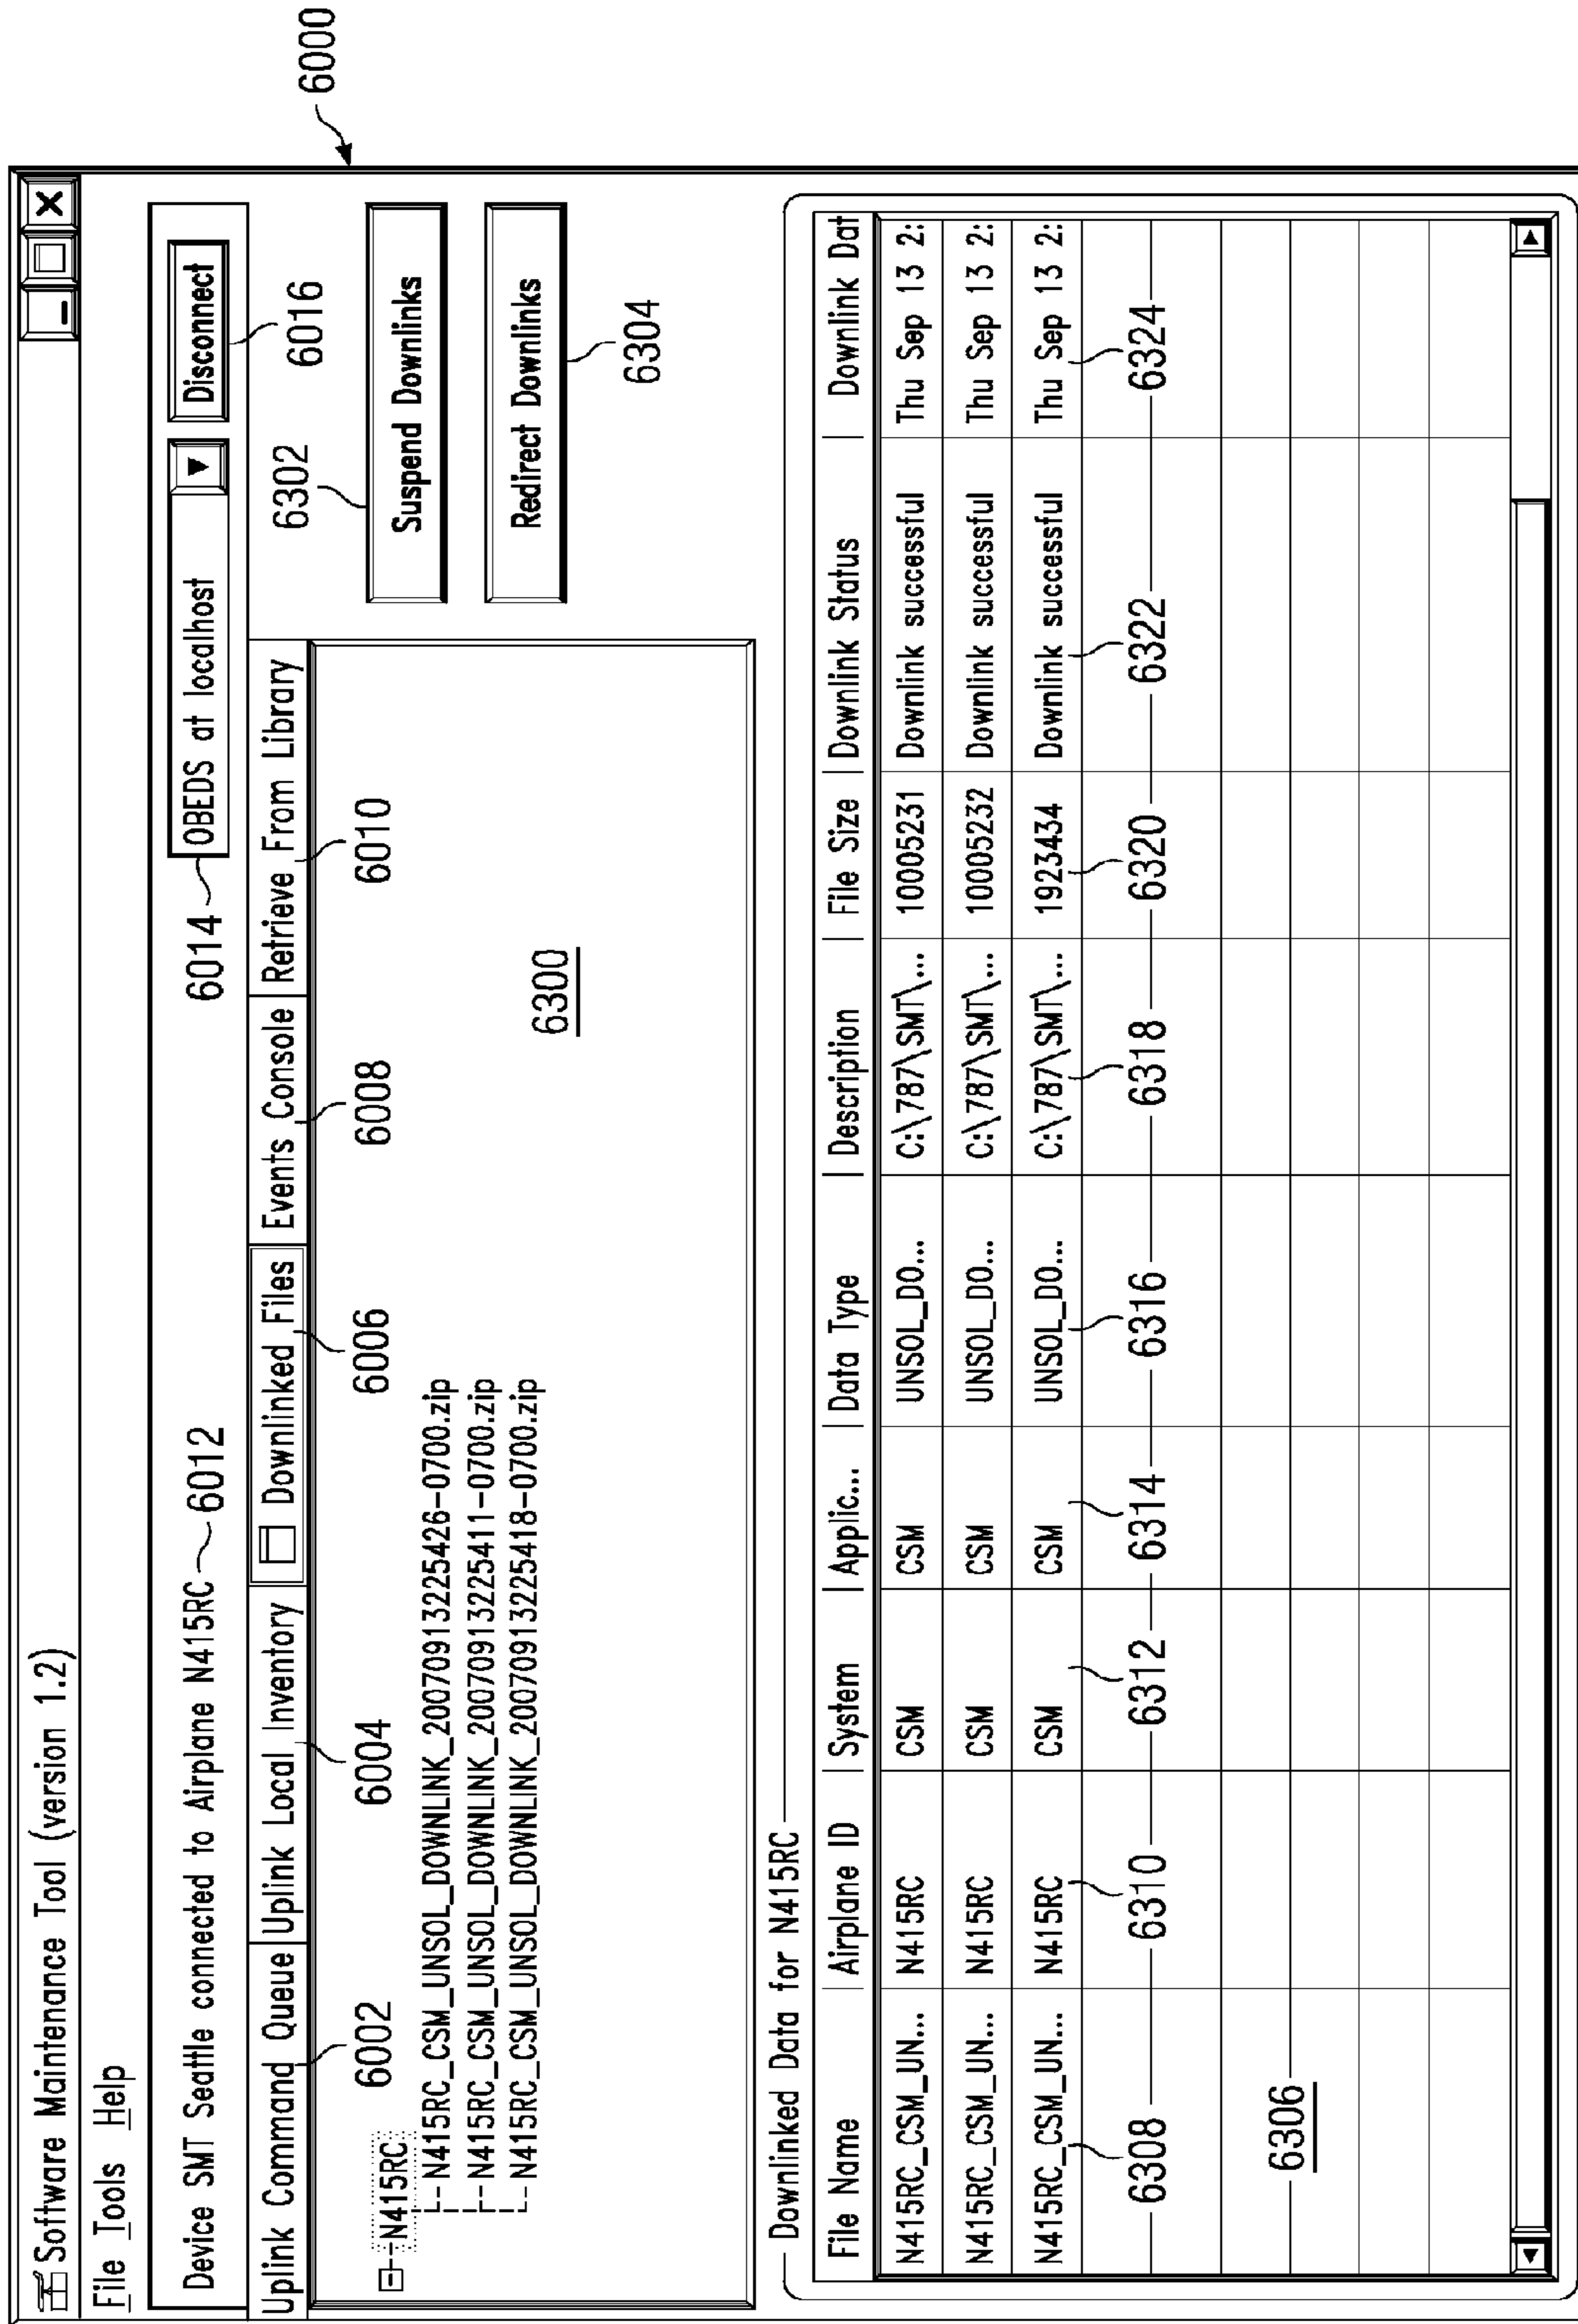 Software Maintenance Tool (version 1.2)
File Tools Help
6000
Device SMT Seattle connected to Airplane N415RC 6012
6014 OBEDS at localhost
Disconnect
6016
Uplink Command Queue Uplink Local Inventory Downlinked Files Events Console Retrieve From Library
6002 6004 6006 6008 6010
6302
Suspend Downlinks
Redirect Downlinks
6304
N415RC
N415RC_CSM_UNSOL_DOWNLINK_20070913225426-0700.zip
N415RC_CSM_UNSOL_DOWNLINK_20070913225411-0700.zip
N415RC_CSM_UNSOL_DOWNLINK_20070913225418-0700.zip
6300
Downlinked Data for N415RC
File Name Airplane ID System Applic... Data Type Description File Size Downlink Status Downlink Dat
N415RC_CSM_UN... N415RC CSM CSM UNSOL_DO... C:\787\SMT\... 10005231 Downlink successful Thu Sep 13 2:
N415RC_CSM_UN... N415RC CSM CSM UNSOL_DO... C:\787\SMT\... 10005232 Downlink successful Thu Sep 13 2:
N415RC_CSM_UN... N415RC CSM CSM UNSOL_DO... C:\787\SMT\... 1923434 Downlink successful Thu Sep 13 2:
6308 6310 6312 6314 6316 6318 6320 6322 6324
6306